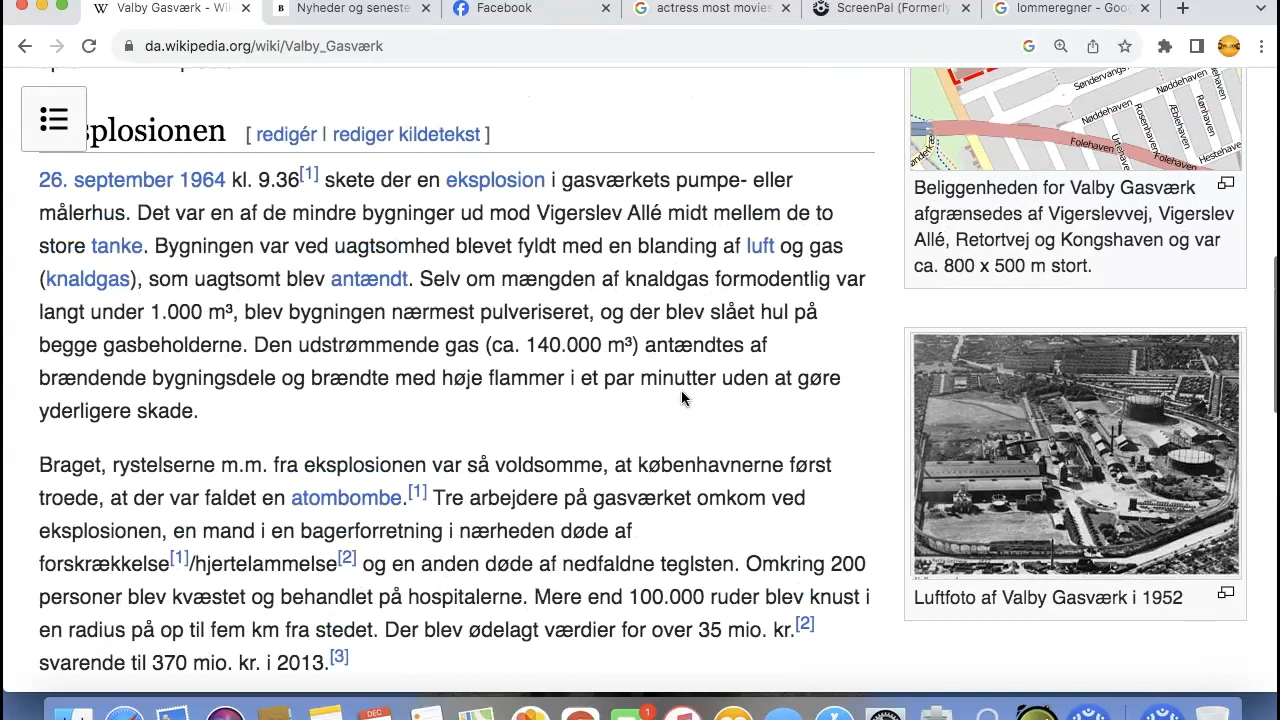 Valby Gasværk - Wi
Nyheder og seneste
Facebook
actress most movies
ScreenPal (Formerly
lommeregner - Goo
da.wikipedia.org/wiki/Valby_Gasværk
splosionen [ redigér | rediger kildetekst ]
26. september 1964 kl. 9.36[1] skete der en eksplosion i gasværkets pumpe- eller
målerhus. Det var en af de mindre bygninger ud mod Vigerslev Allé midt mellem de to
store tanke. Bygningen var ved uagtsomhed blevet fyldt med en blanding af luft og gas
(knaldgas), som uagtsomt blev antændt. Selv om mængden af knaldgas formodentlig var
langt under 1.000 m³, blev bygningen nærmest pulveriseret, og der blev slået hul på
begge gasbeholderne. Den udstrømmende gas (ca. 140.000 m³) antændtes af
brændende bygningsdele og brændte med høje flammer i et par minutter uden at gøre
yderligere skade.
Braget, rystelserne m.m. fra eksplosionen var så voldsomme, at københavnerne først
troede, at der var faldet en atombombe.[1] Tre arbejdere på gasværket omkom ved
eksplosionen, en mand i en bagerforretning i nærheden døde af
forskrækkelse[1]/hjertelammelse[2] og en anden døde af nedfaldne teglsten. Omkring 200
personer blev kvæstet og behandlet på hospitalerne. Mere end 100.000 ruder blev knust i
en radius på op til fem km fra stedet. Der blev ødelagt værdier for over 35 mio. kr.[2]
svarende til 370 mio. kr. i 2013.[3]
Søndervangs
Nøddehaven
Nøddehaven
Rønhaven
Æblehaven
Rosenhaven
Folehaven
Folehaven
Hestehave
Beliggenheden for Valby Gasværk
afgrænsedes af Vigerslevvej, Vigerslev
Allé, Retortvej og Kongshaven og var
ca. 800 x 500 m stort.
Luftfoto af Valby Gasværk i 1952
DEC
1